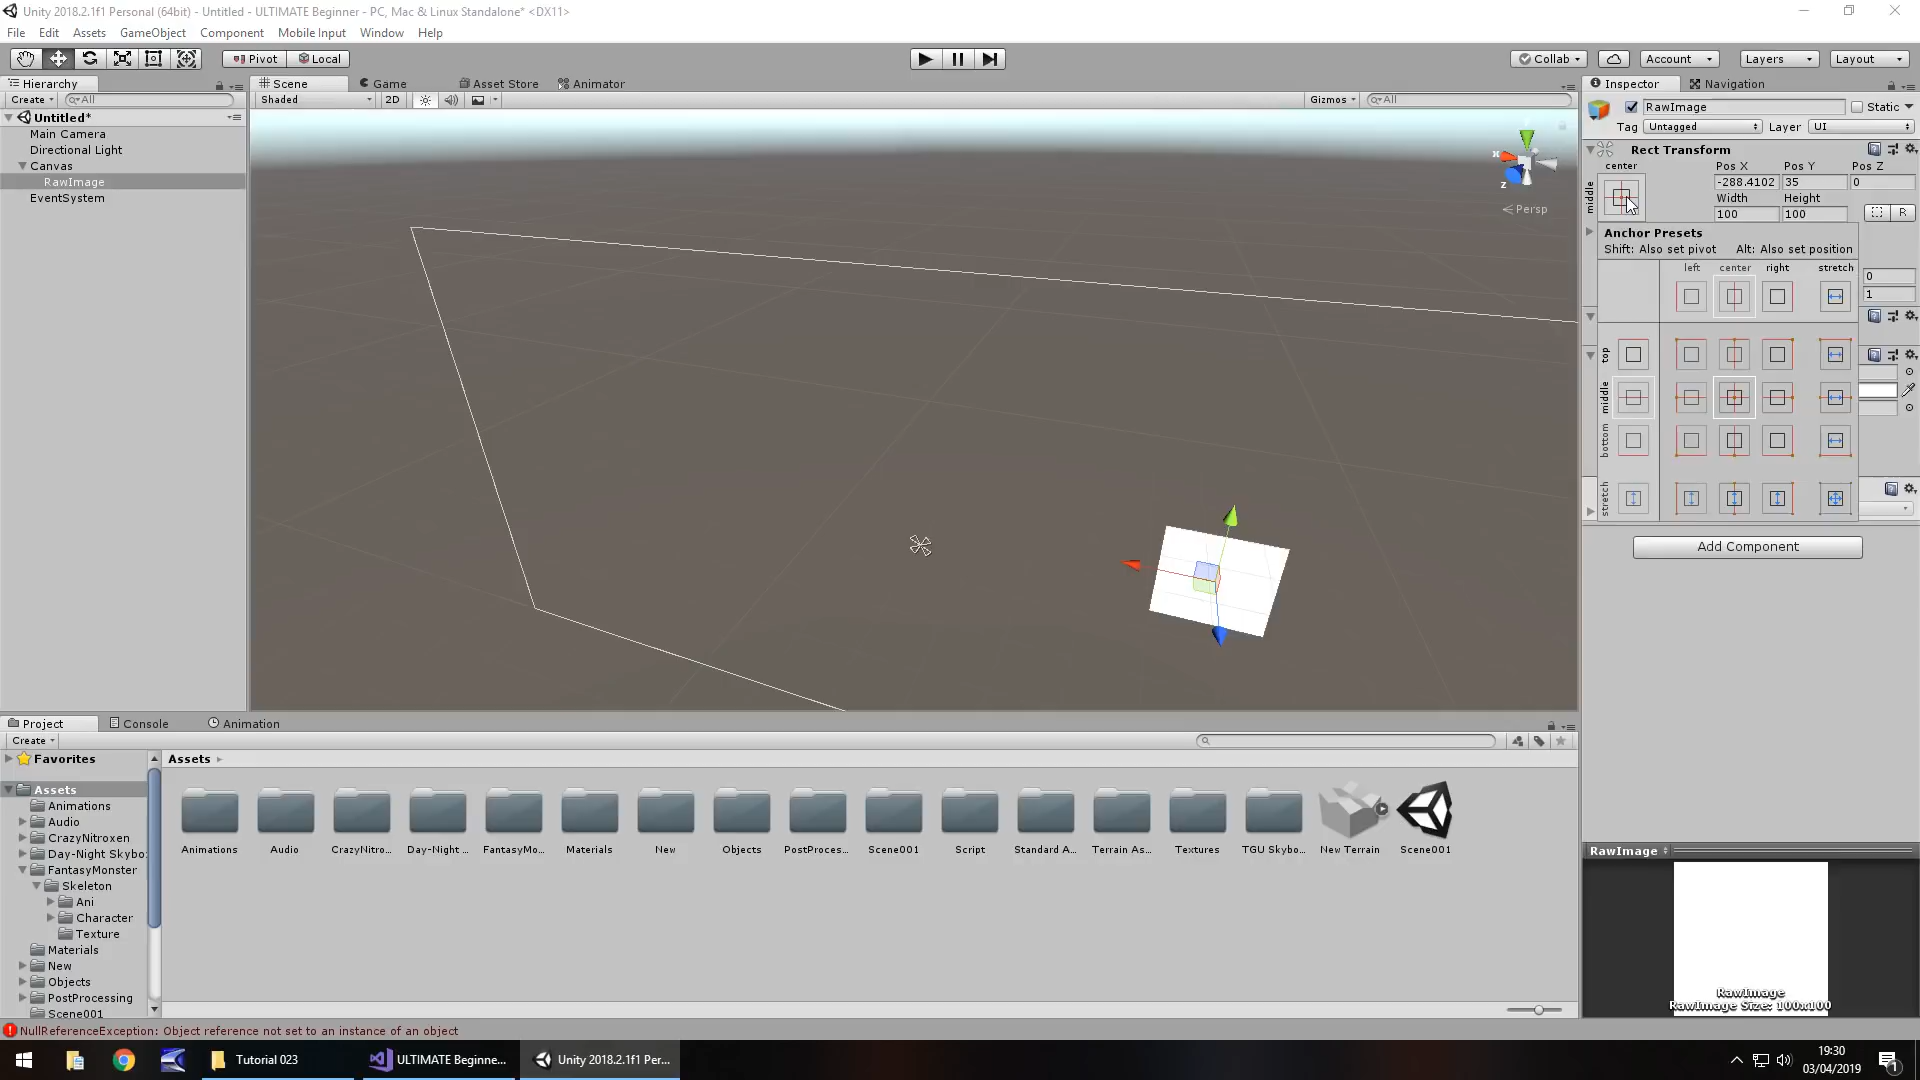 Unity 2018.2.1f1 Personal (64bit) - Untitled - ULTIMATE Beginner - PC, Mac & Linux Standalone* <DX11>
File Edit Assets GameObject Component Mobile Input Window Help
Pivot Local Collab Account Layers Layout
Hierarchy Scene Game Asset Store Animator Inspector Navigation
Create All Shaded 2D Gizmos All
RawImage Static
Untitled*
Main Camera
Directional Light
Canvas
RawImage
EventSystem
Tag Untagged Layer UI
Rect Transform
center Pos X Pos Y Pos Z
middle -288.4102 35 0
Width Height
100 100 R
Anchor Presets
Shift: Also set pivot Alt: Also set position
left center right stretch
0
1
top
middle
bottom
stretch
x
z
Persp
Add Component
Project Console Animation
Create
Favorites
Assets
Animations
Audio
CrazyNitroxen
Day-Night Skybo
FantasyMonster
Skeleton
Ani
Character
Texture
Materials
New
Objects
PostProcessing
Scene001
Assets
Animations Audio CrazyNitro... Day-Night ... FantasyMo... Materials New Objects PostProces... Scene001 Script Standard A... Terrain As... Textures TGU Skybo... New Terrain Scene001
RawImage
RawImage
RawImage Size: 100x100
NullReferenceException: Object reference not set to an instance of an object
Tutorial 023 ULTIMATE Beginne... Unity 2018.2.1f1 Per...
19:30
03/04/2019
1